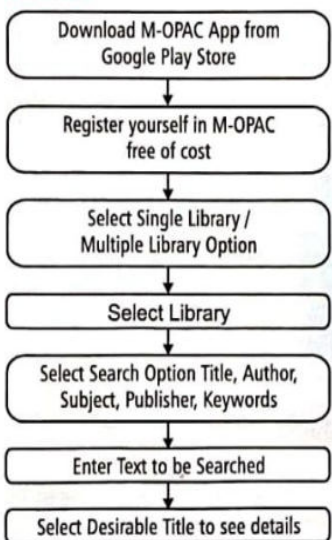 Download M-OPAC App from
Google Play Store
Register yourself in M-OPAC
free of cost
Select Single Library /
Multiple Library Option
Select Library
Select Search Option Title, Author,
Subject, Publisher, Keywords
Enter Text to be Searched
Select Desirable Title to see details